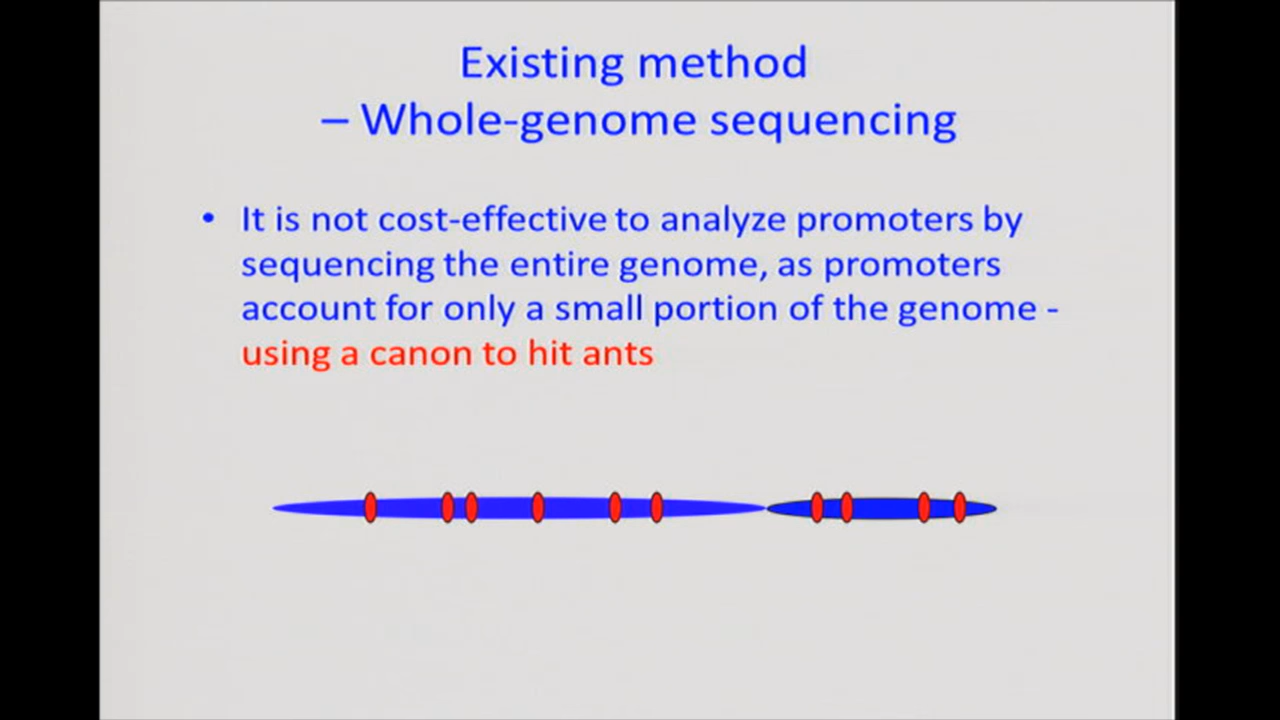 Existing method
– Whole-genome sequencing
• It is not cost-effective to analyze promoters by
sequencing the entire genome, as promoters
account for only a small portion of the genome -
using a canon to hit ants